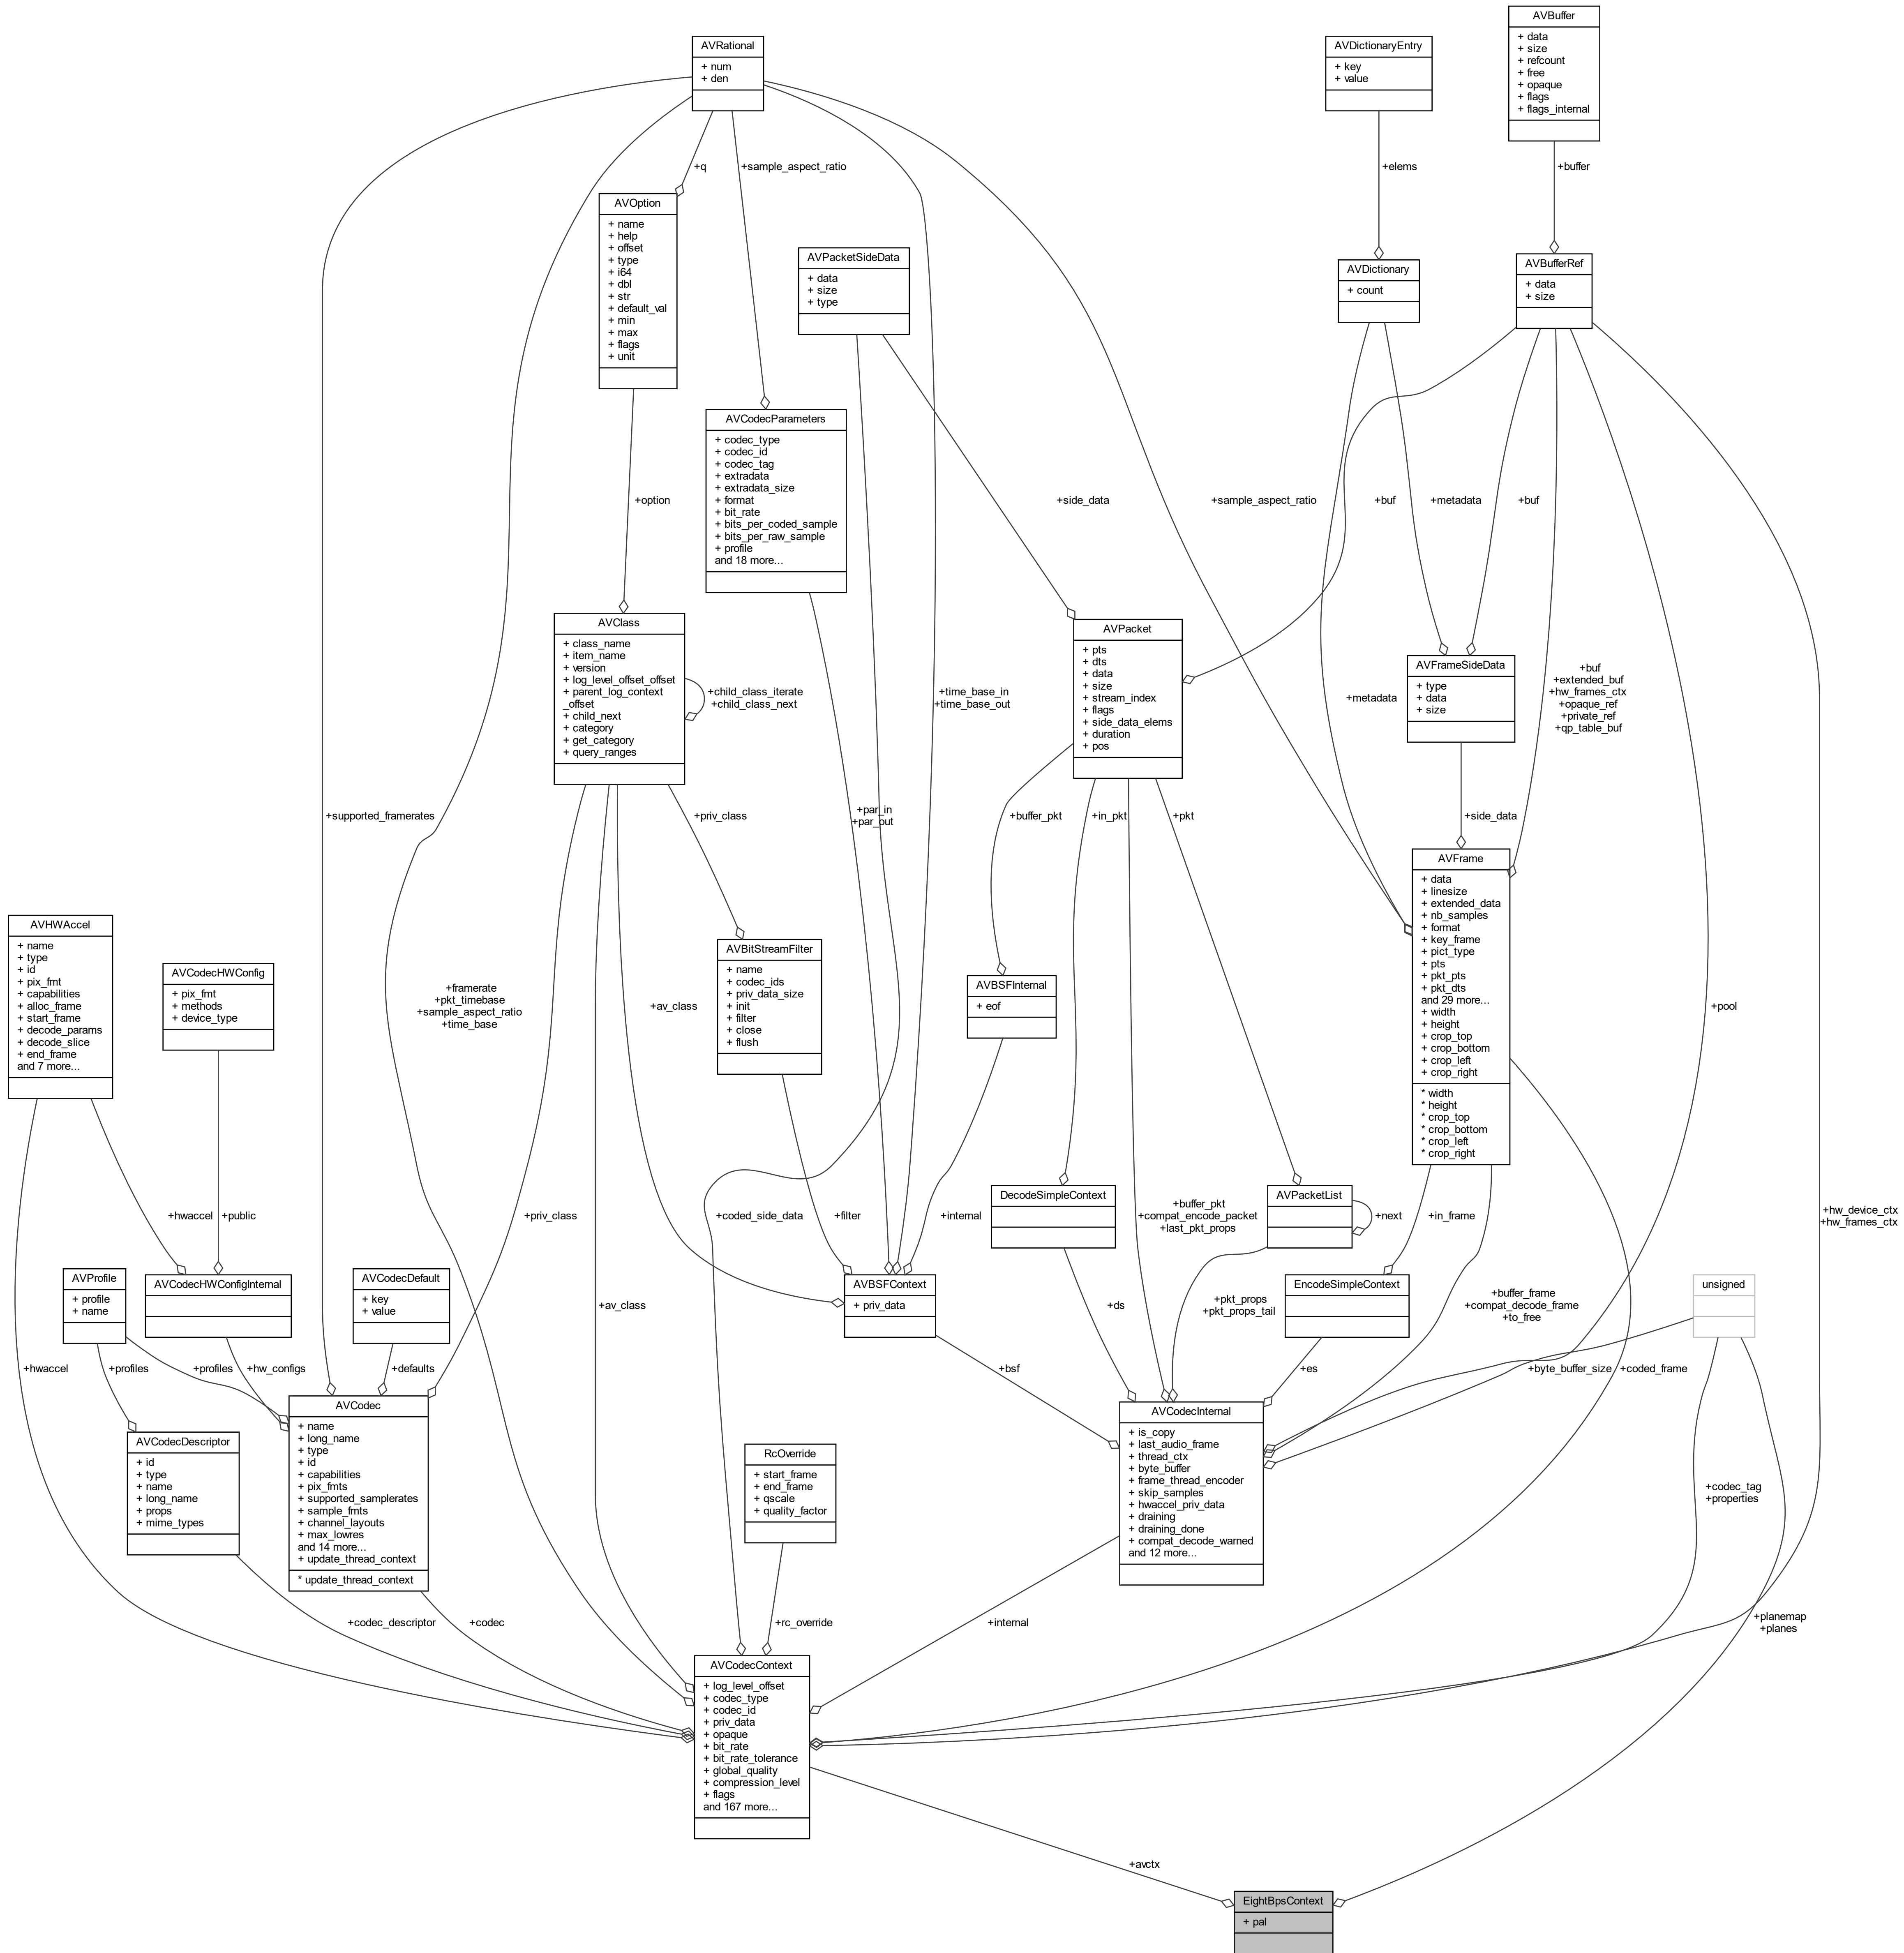 AVBuffer
+ data
+ size
+ refcount
+ free
+ opaque
+ flags
+ flags_internal
AVRational
+ num
+ den
AVDictionaryEntry
+ key
+ value
+q
+sample_aspect_ratio
+elems
+buffer
AVOption
+ name
+ help
+ offset
+ type
+ i64
+ dbl
+ str
+ default_val
+ min
+ max
+ flags
+ unit
AVPacketSideData
+ data
+ size
+ type
AVDictionary
+ count
AVBufferRef
+ data
+ size
AVCodecParameters
+ codec_type
+ codec_id
+ codec_tag
+ extradata
+ extradata_size
+ format
+ bit_rate
+ bits_per_coded_sample
+ bits_per_raw_sample
+ profile
and 18 more...
+option
+side_data
+sample_aspect_ratio
+buf
+metadata
+buf
AVClass
+ class_name
+ item_name
+ version
+ log_level_offset_offset
+ parent_log_context
_offset
+ child_next
+ category
+ get_category
+ query_ranges
+child_class_iterate
+child_class_next
+time_base_in
+time_base_out
AVPacket
+ pts
+ dts
+ data
+ size
+ stream_index
+ flags
+ side_data_elems
+ duration
+ pos
+metadata
AVFrameSideData
+ type
+ data
+ size
+buf
+extended_buf
+hw_frames_ctx
+opaque_ref
+private_ref
+qp_table_buf
+supported_framerates
+priv_class
+par_in
+par_out
+buffer_pkt
+in_pkt
+pkt
+side_data
AVFrame
+ data
+ linesize
+ extended_data
+ nb_samples
+ format
+ key_frame
+ pict_type
+ pts
+ pkt_pts
+ pkt_dts
and 29 more...
+ width
+ height
+ crop_top
+ crop_bottom
+ crop_left
+ crop_right
* width
* height
* crop_top
* crop_bottom
* crop_left
* crop_right
AVHWAccel
+ name
+ type
+ id
+ pix_fmt
+ capabilities
+ alloc_frame
+ start_frame
+ decode_params
+ decode_slice
+ end_frame
and 7 more...
AVCodecHWConfig
+ pix_fmt
+ methods
+ device_type
+framerate
+pkt_timebase
+sample_aspect_ratio
+time_base
+av_class
AVBitStreamFilter
+ name
+ codec_ids
+ priv_data_size
+ init
+ filter
+ close
+ flush
AVBSFInternal
+ eof
+pool
+hwaccel
+public
+priv_class
+coded_side_data
+filter
+internal
DecodeSimpleContext
+buffer_pkt
+compat_encode_packet
+last_pkt_props
AVPacketList
+next
+in_frame
+hw_device_ctx
+hw_frames_ctx
AVProfile
+ profile
+ name
AVCodecHWConfigInternal
AVCodecDefault
+ key
+ value
+av_class
AVBSFContext
+ priv_data
+ds
+pkt_props
+pkt_props_tail
EncodeSimpleContext
+buffer_frame
+compat_decode_frame
+to_free
unsigned
+hwaccel
+profiles
+profiles
+hw_configs
+defaults
+bsf
+es
+byte_buffer_size
+coded_frame
AVCodecDescriptor
+ id
+ type
+ name
+ long_name
+ props
+ mime_types
AVCodec
+ name
+ long_name
+ type
+ id
+ capabilities
+ pix_fmts
+ supported_samplerates
+ sample_fmts
+ channel_layouts
+ max_lowres
and 14 more...
+ update_thread_context
* update_thread_context
RcOverride
+ start_frame
+ end_frame
+ qscale
+ quality_factor
AVCodecInternal
+ is_copy
+ last_audio_frame
+ thread_ctx
+ byte_buffer
+ frame_thread_encoder
+ skip_samples
+ hwaccel_priv_data
+ draining
+ draining_done
+ compat_decode_warned
and 12 more...
+codec_tag
+properties
+codec_descriptor
+codec
+rc_override
+internal
+planemap
+planes
AVCodecContext
+ log_level_offset
+ codec_type
+ codec_id
+ priv_data
+ opaque
+ bit_rate
+ bit_rate_tolerance
+ global_quality
+ compression_level
+ flags
and 167 more...
+avctx
EightBpsContext
+ pal